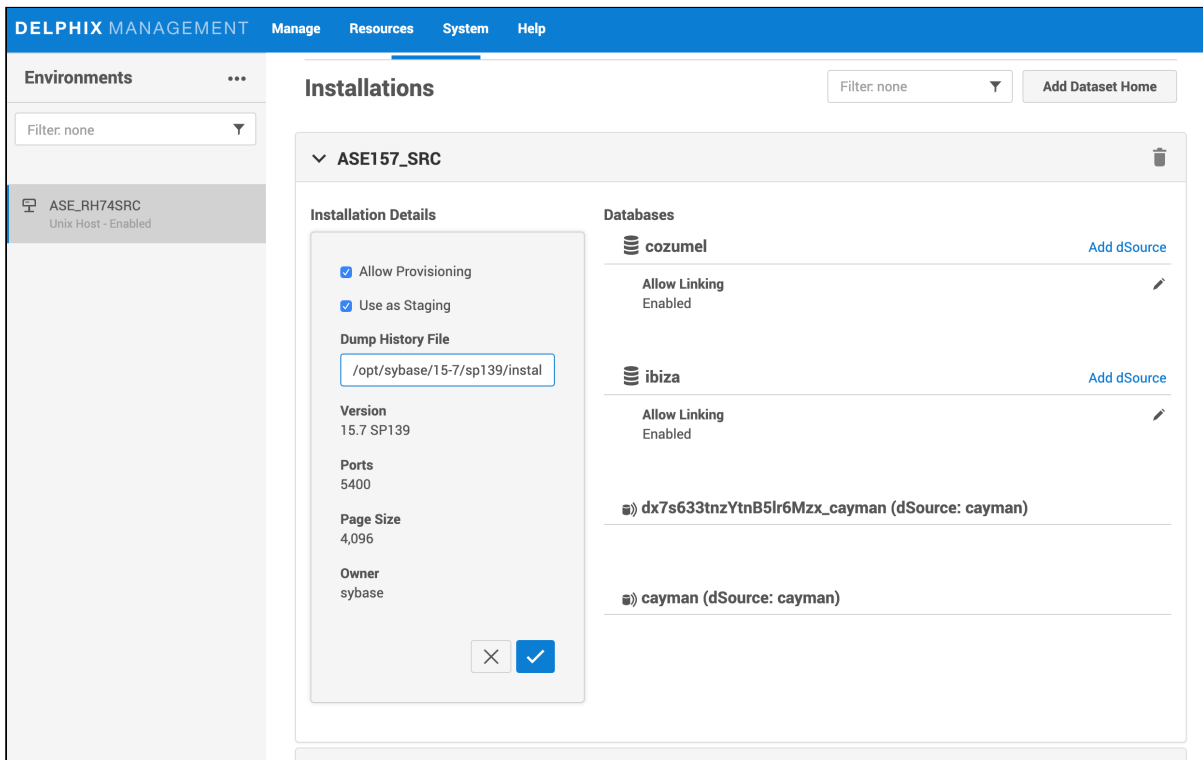 DELPHIX MANAGEMENT Manage Resources System Help
Environments
Filter: none
ASE_RH74SRC
Unix Host - Enabled
Installations
Filter: none
Add Dataset Home
ASE157_SRC
Installation Details
Allow Provisioning
Use as Staging
Dump History File
/opt/sybase/15-7/sp139/instal
Version
15.7 SP139
Ports
5400
Page Size
4,096
Owner
sybase
Databases
cozumel Add dSource
Allow Linking
Enabled
ibiza Add dSource
Allow Linking
Enabled
dx7s633tnzYtnB5lr6Mzx_cayman (dSource: cayman)
cayman (dSource: cayman)